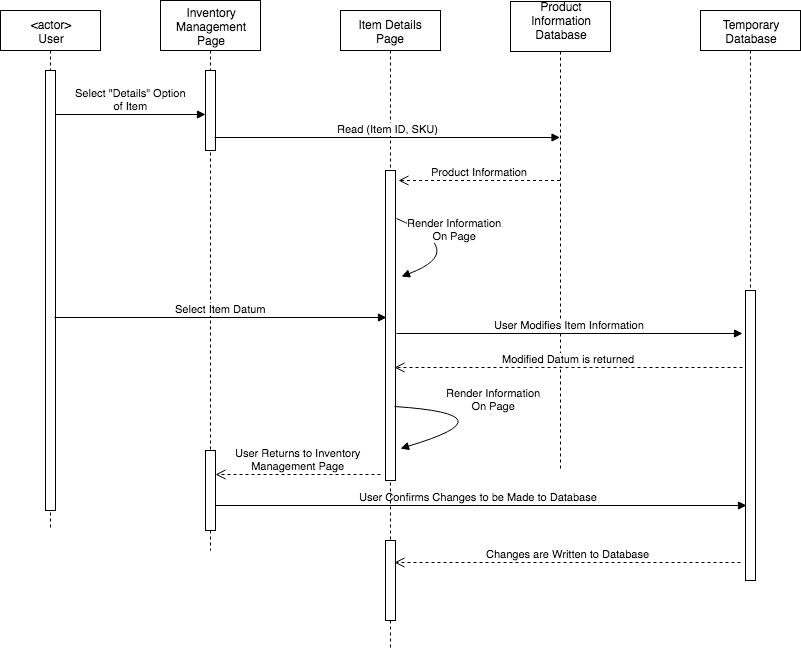 <actor>
User
Inventory
Management
Page
Item Details
Page
Product
Information
Database
Temporary
Database
Select "Details" Option
of Item
Read (Item ID, SKU)
Product Information
Render Information
On Page
Select Item Datum
User Modifies Item Information
Modified Datum is returned
Render Information
On Page
User Returns to Inventory
Management Page
User Confirms Changes to be Made to Database
Changes are Written to Database